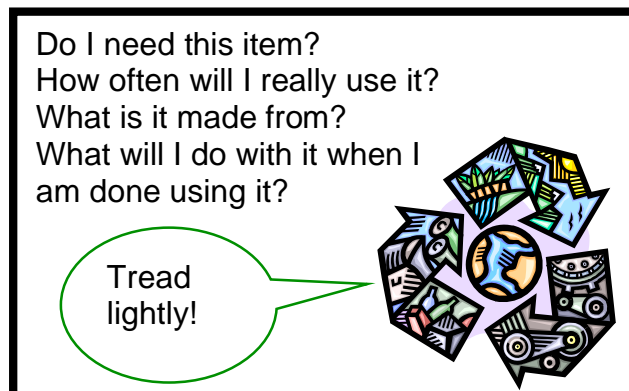 Do I need this item?
How often will I really use it?
What is it made from?
What will I do with it when I
am done using it?
Tread
lightly!